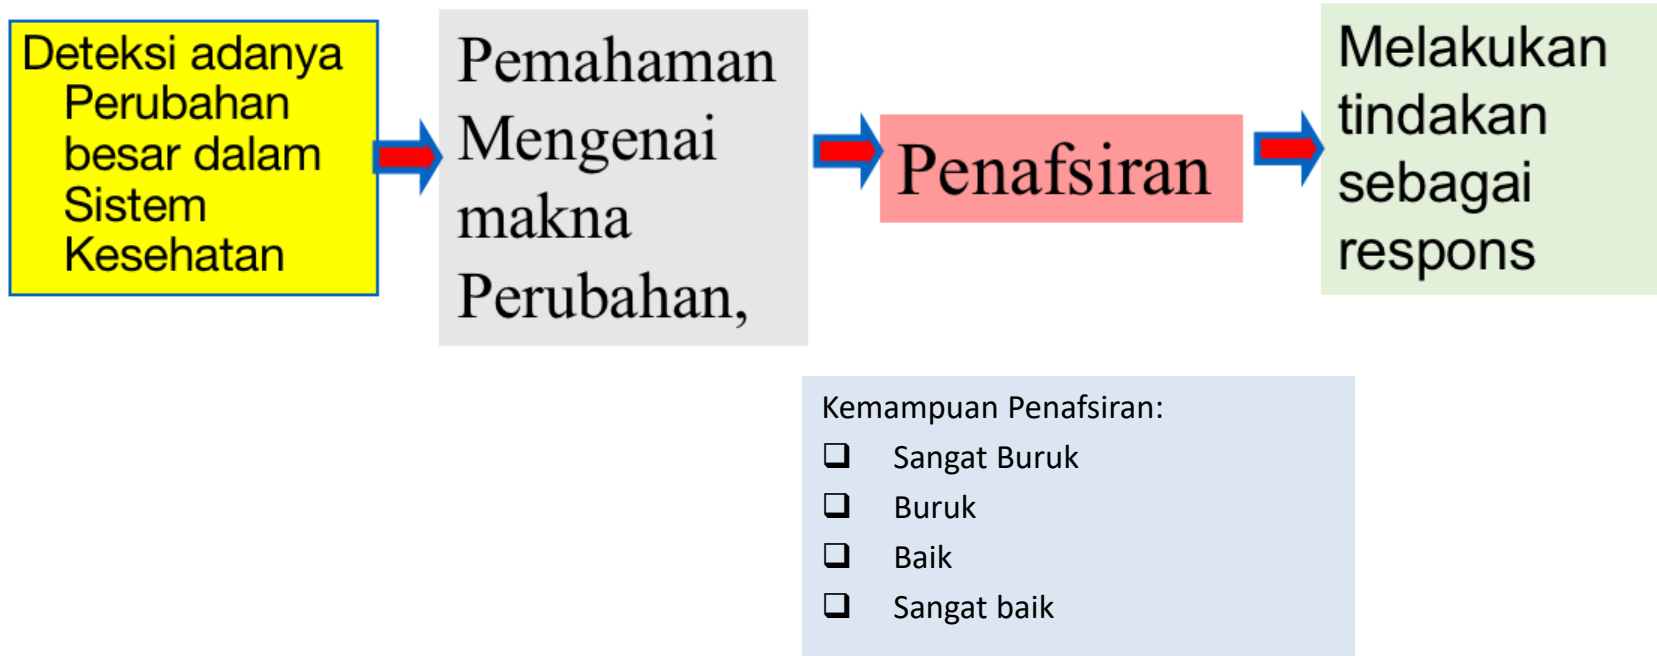 Deteksi adanya
Perubahan
besar dalam
Sistem
Kesehatan
Pemahaman
Mengenai
makna
Perubahan,
Penafsiran
Melakukan
tindakan
sebagai
respons
Kemampuan Penafsiran:
❑ Sangat Buruk
❑ Buruk
❑ Baik
❑ Sangat baik